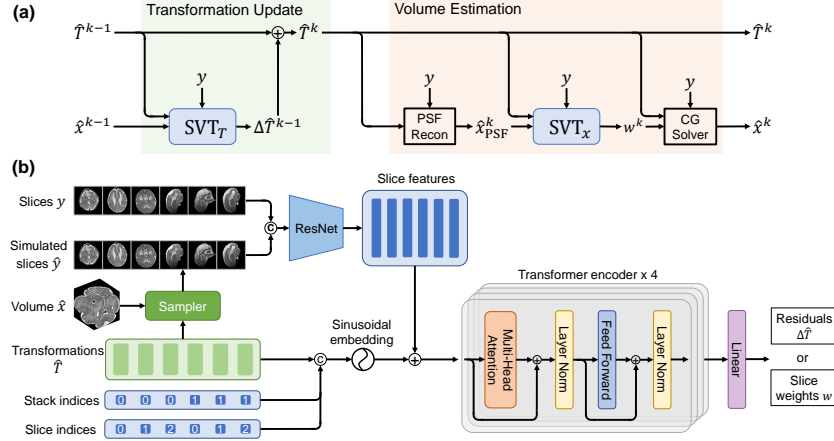 (a)
Transformation Update
Volume Estimation
T̂ᵏ⁻¹
T̂ᵏ
T̂ᵏ
y
y
y
y
x̂ᵏ⁻¹
SVT_T
ΔT̂ᵏ⁻¹
PSF
Recon
x̂ᵏ_PSF
SVT_x
wᵏ
CG
Solver
x̂ᵏ
(b)
Slices y
Simulated
slices ŷ
Volume x̂
Sampler
Transformations
T̂
Stack indices
0 0 0 1 1 1
Slice indices
0 1 2 0 1 2
C
ResNet
Slice features
C
Sinusoidal
embedding
Transformer encoder x 4
Multi-Head
Attention
Layer Norm
Feed Forward
Layer Norm
Linear
Residuals
ΔT̂
or
Slice
weights w